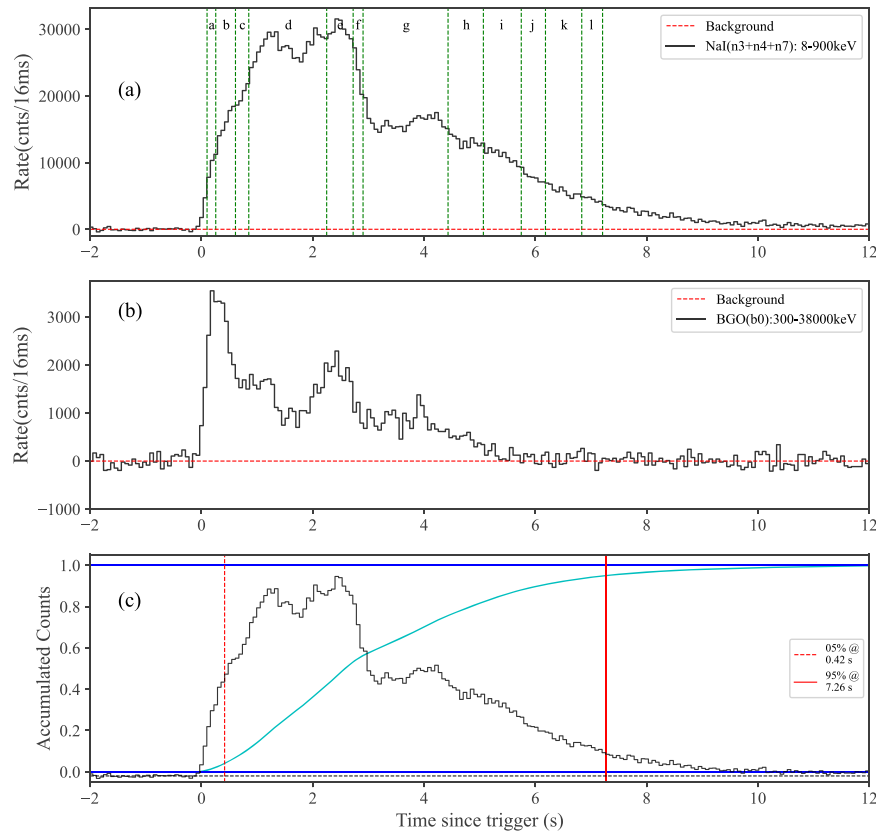 a b c d e f g h i j k l
Background
NaI(n3+n4+n7): 8-900keV
(a)
Rate(cnts/16ms)
30000
20000
10000
0
−2 0 2 4 6 8 10 12
(b)
Background
BGO(b0):300-38000keV
Rate(cnts/16ms)
3000
2000
1000
0
−1000
−2 0 2 4 6 8 10 12
(c)
Accumulated Counts
1.0
0.8
0.6
0.4
0.2
0.0
05% @
0.42 s
95% @
7.26 s
−2 0 2 4 6 8 10 12
Time since trigger (s)